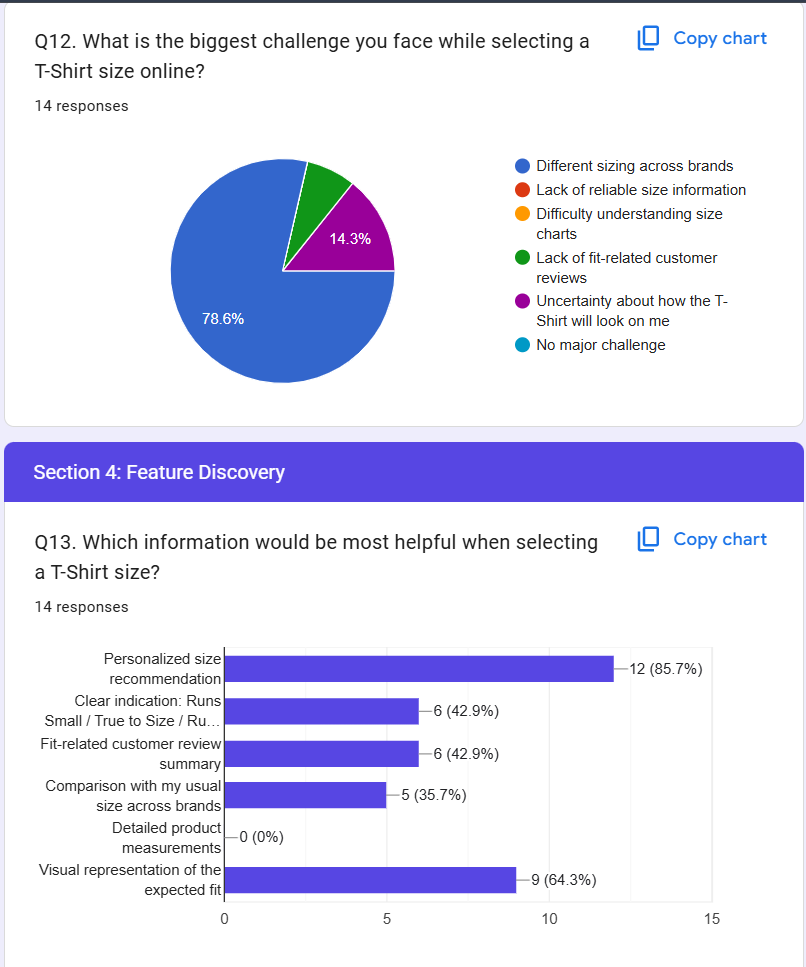 Q12. What is the biggest challenge you face while selecting a
T-Shirt size online?
Copy chart
14 responses
14.3%
78.6%
Different sizing across brands
Lack of reliable size information
Difficulty understanding size
charts
Lack of fit-related customer
reviews
Uncertainty about how the T-
Shirt will look on me
No major challenge
Section 4: Feature Discovery
Q13. Which information would be most helpful when selecting
a T-Shirt size?
Copy chart
14 responses
Personalized size
recommendation
12 (85.7%)
Clear indication: Runs
Small / True to Size / Ru…
6 (42.9%)
Fit-related customer review
summary
6 (42.9%)
Comparison with my usual
size across brands
5 (35.7%)
Detailed product
measurements
0 (0%)
Visual representation of the
expected fit
9 (64.3%)
0 5 10 15